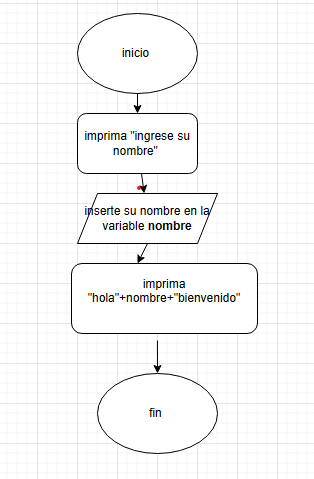 inicio
imprima "ingrese su
nombre"
inserte su nombre en la
variable nombre
imprima
"hola"+nombre+"bienvenido"
fin